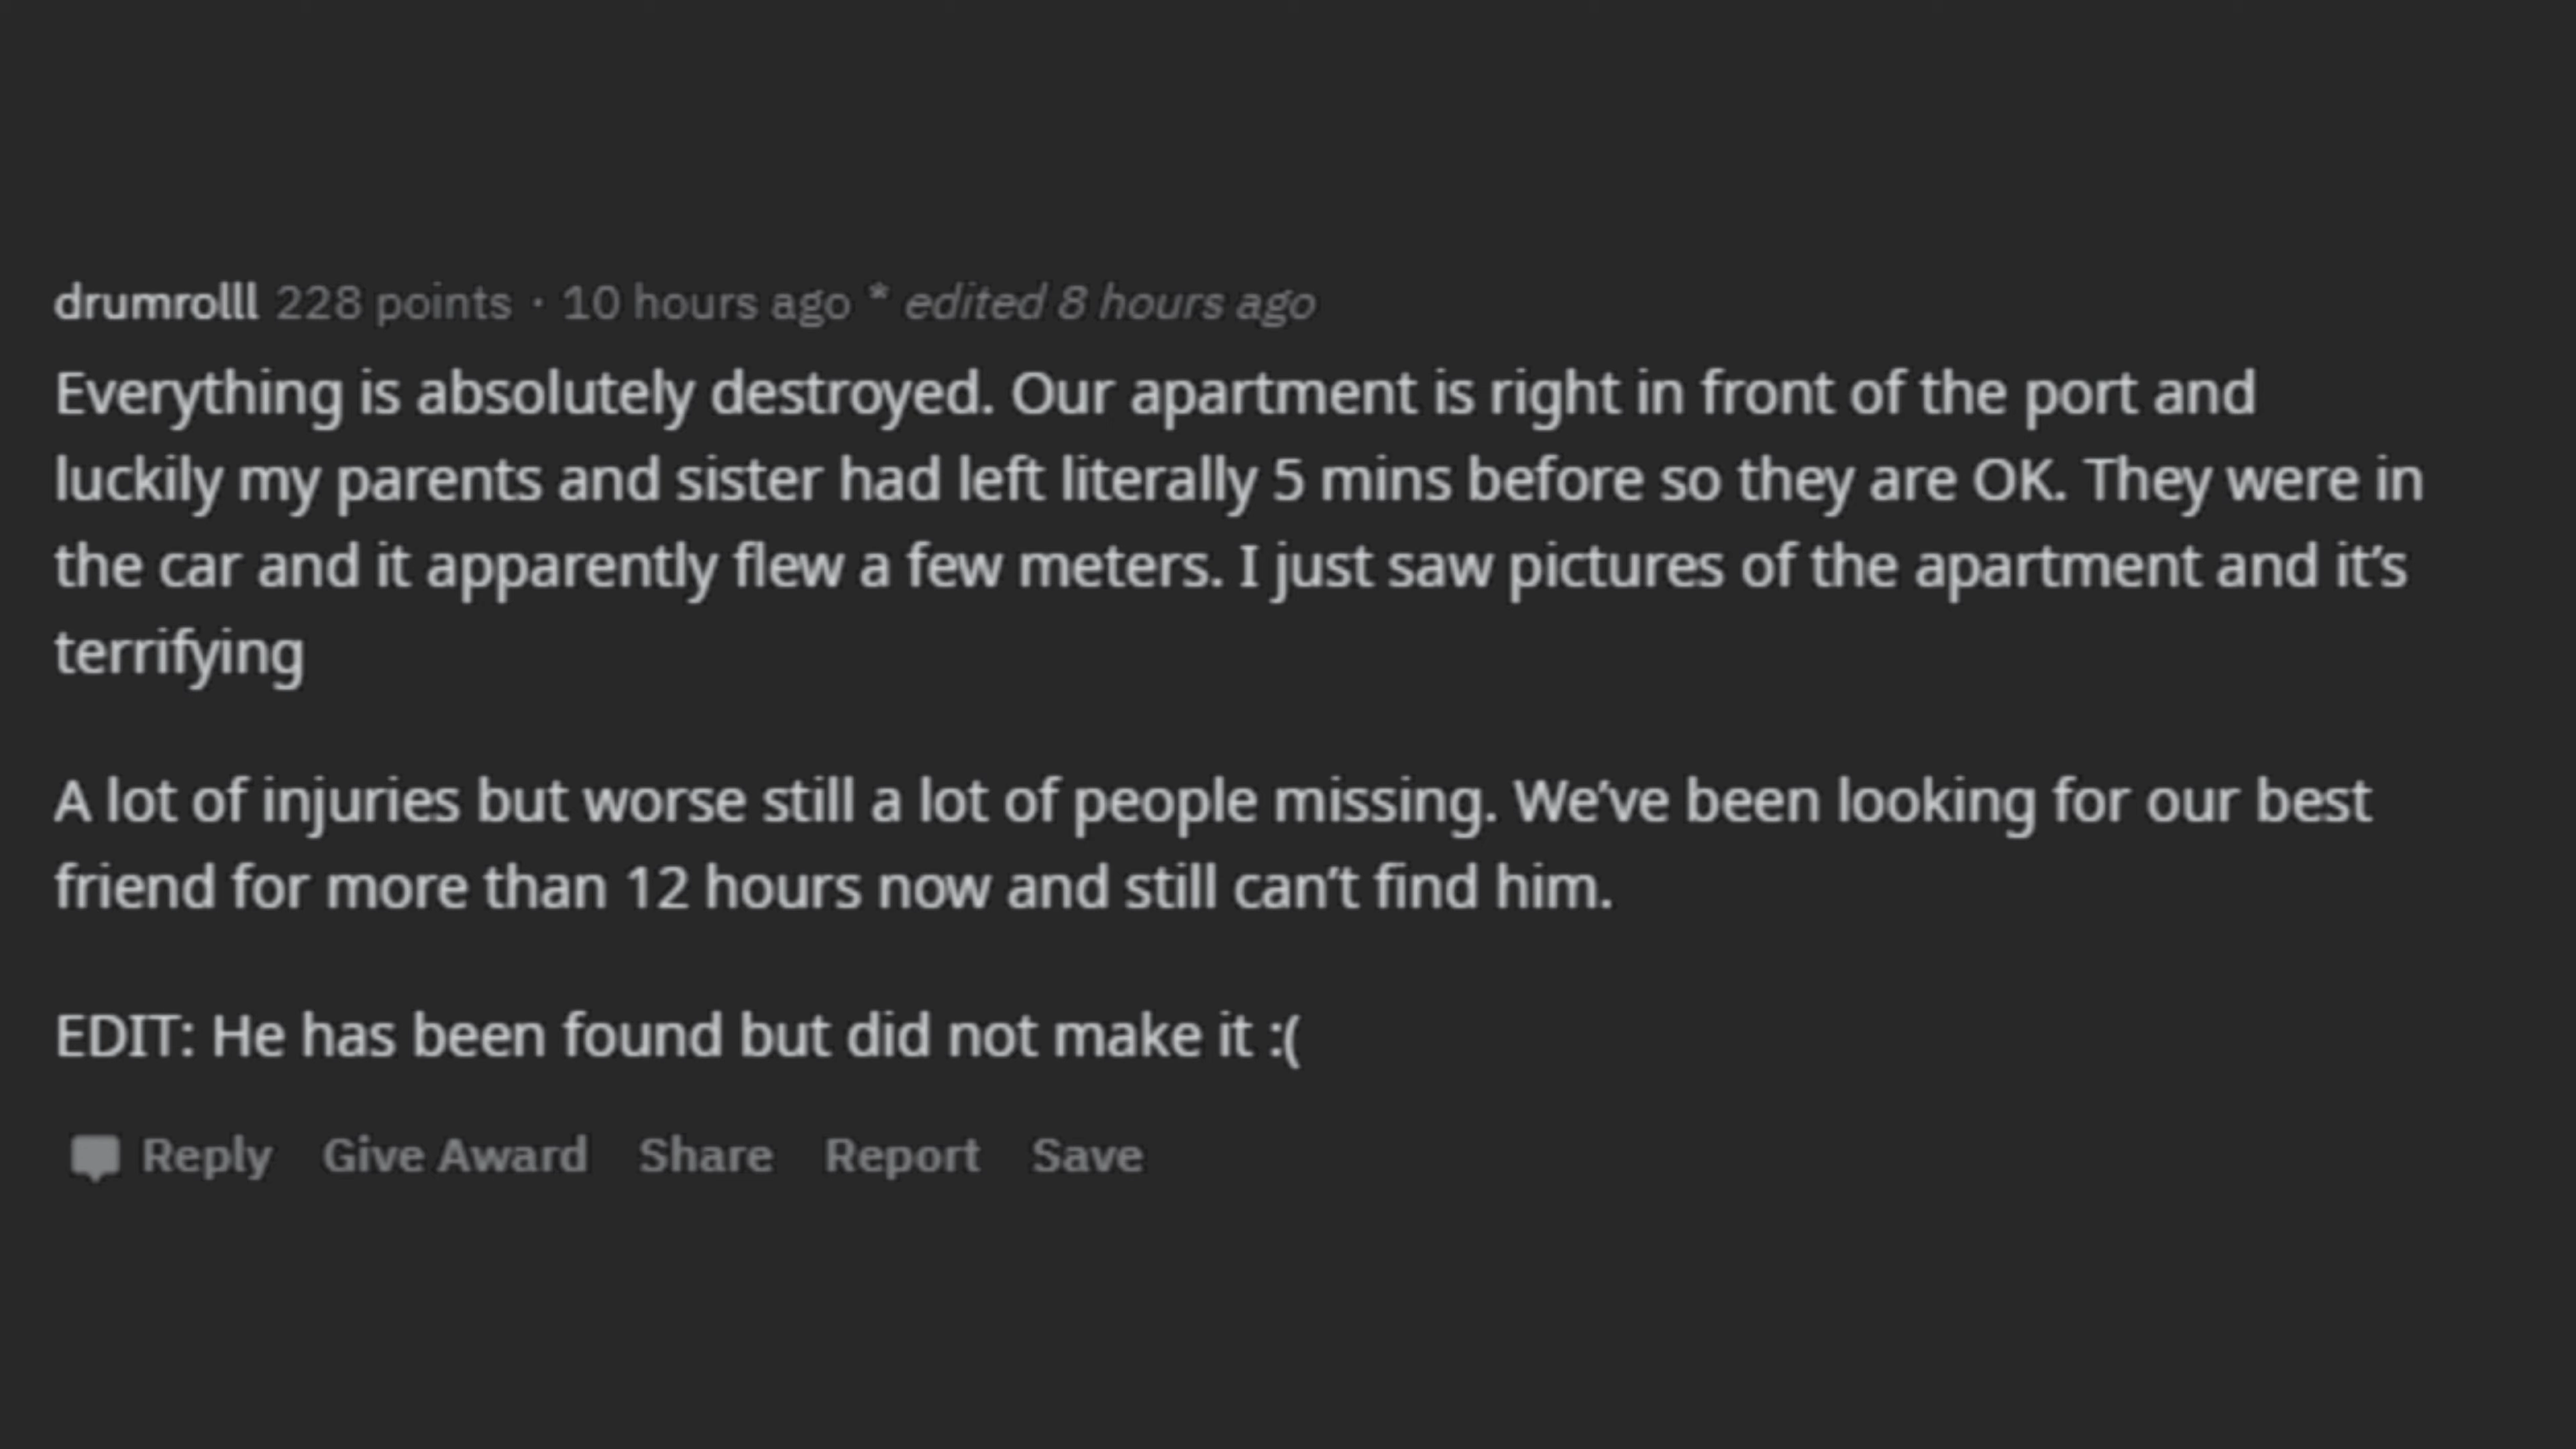 drumrolll 228 points · 10 hours ago * edited 8 hours ago
Everything is absolutely destroyed. Our apartment is right in front of the port and
luckily my parents and sister had left literally 5 mins before so they are OK. They were in
the car and it apparently flew a few meters. I just saw pictures of the apartment and it’s
terrifying
A lot of injuries but worse still a lot of people missing. We’ve been looking for our best
friend for more than 12 hours now and still can’t find him.
EDIT: He has been found but did not make it :(
Reply Give Award Share Report Save